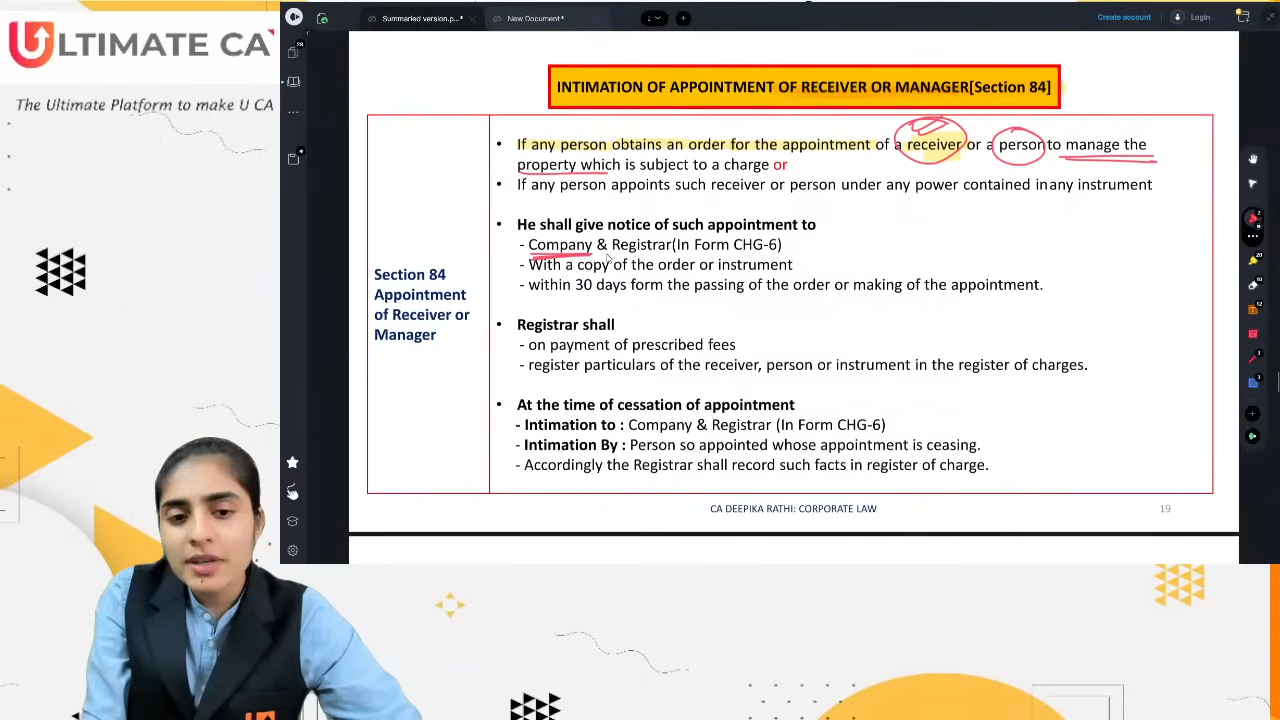 ULTIMATE CA
The Ultimate Platform to make U CA
Summaried version.p...*
New Document*
2
Create account
Login
INTIMATION OF APPOINTMENT OF RECEIVER OR MANAGER[Section 84]
Section 84
Appointment
of Receiver or
Manager
• If any person obtains an order for the appointment of a receiver or a person to manage the
property which is subject to a charge or
• If any person appoints such receiver or person under any power contained in any instrument
• He shall give notice of such appointment to
- Company & Registrar(In Form CHG-6)
- With a copy of the order or instrument
- within 30 days form the passing of the order or making of the appointment.
• Registrar shall
- on payment of prescribed fees
- register particulars of the receiver, person or instrument in the register of charges.
• At the time of cessation of appointment
- Intimation to : Company & Registrar (In Form CHG-6)
- Intimation By : Person so appointed whose appointment is ceasing.
- Accordingly the Registrar shall record such facts in register of charge.
CA DEEPIKA RATHI: CORPORATE LAW
19